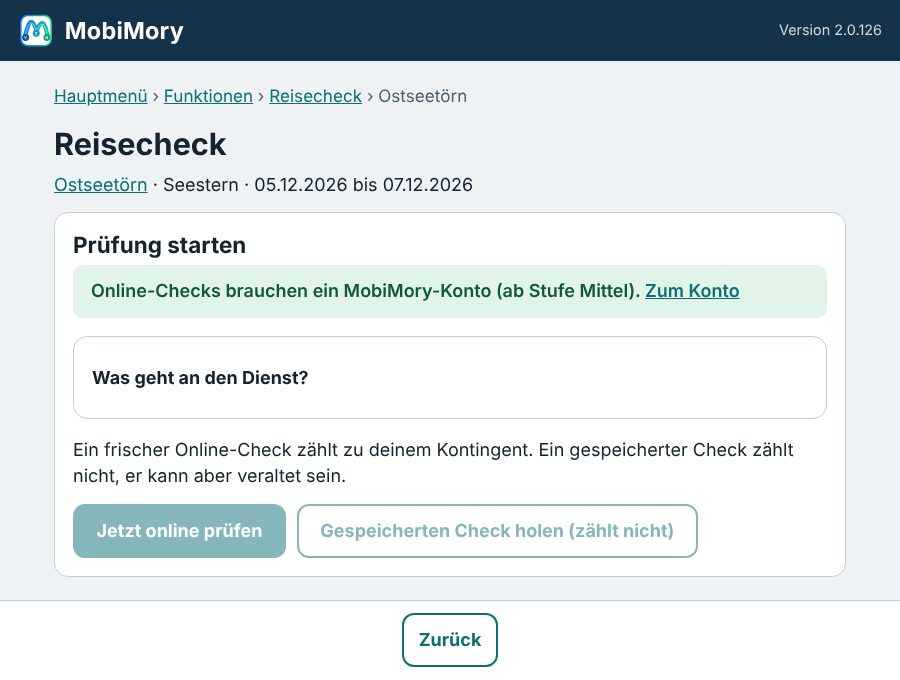 MobiMory
Version 2.0.126
Hauptmenü › Funktionen › Reisecheck › Ostseetörn
Reisecheck
Ostseetörn · Seestern · 05.12.2026 bis 07.12.2026
Prüfung starten
Online-Checks brauchen ein MobiMory-Konto (ab Stufe Mittel). Zum Konto
Was geht an den Dienst?
Ein frischer Online-Check zählt zu deinem Kontingent. Ein gespeicherter Check zählt
nicht, er kann aber veraltet sein.
Jetzt online prüfen
Gespeicherten Check holen (zählt nicht)
Zurück